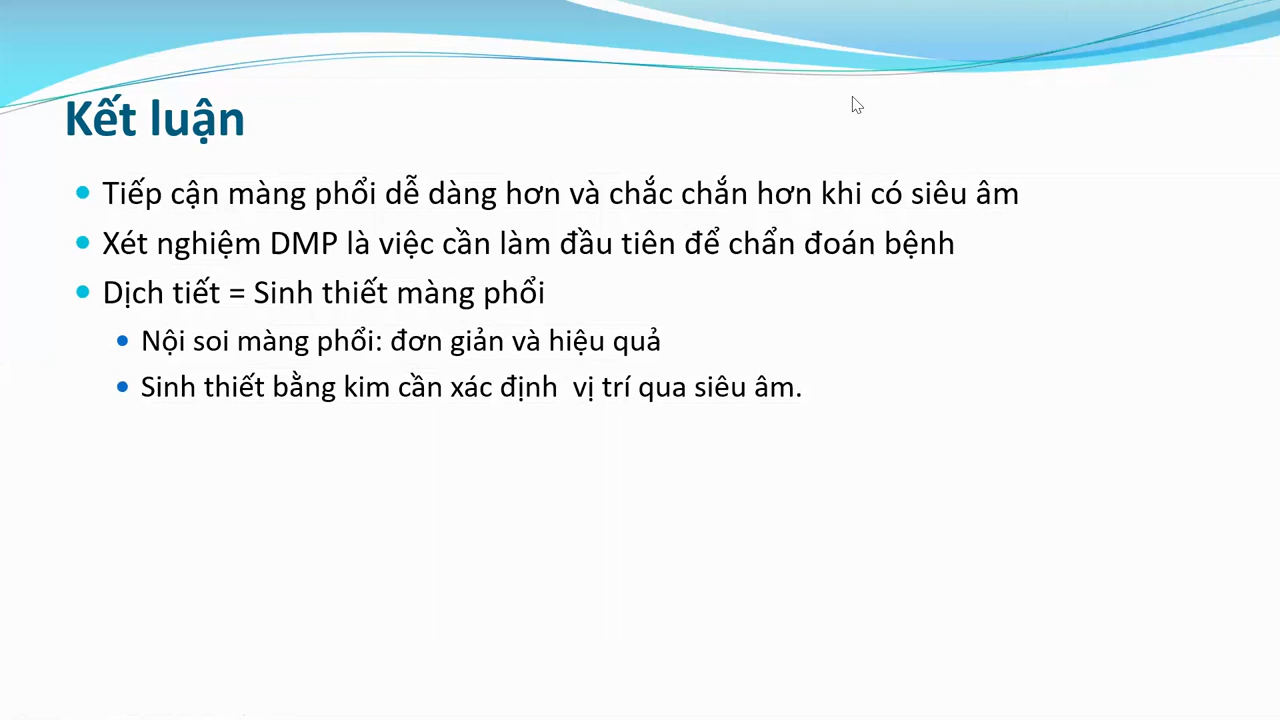 Kết luận
Tiếp cận màng phổi dễ dàng hơn và chắc chắn hơn khi có siêu âm
Xét nghiệm DMP là việc cần làm đầu tiên để chẩn đoán bệnh
Dịch tiết = Sinh thiết màng phổi
Nội soi màng phổi: đơn giản và hiệu quả
Sinh thiết bằng kim cần xác định  vị trí qua siêu âm.